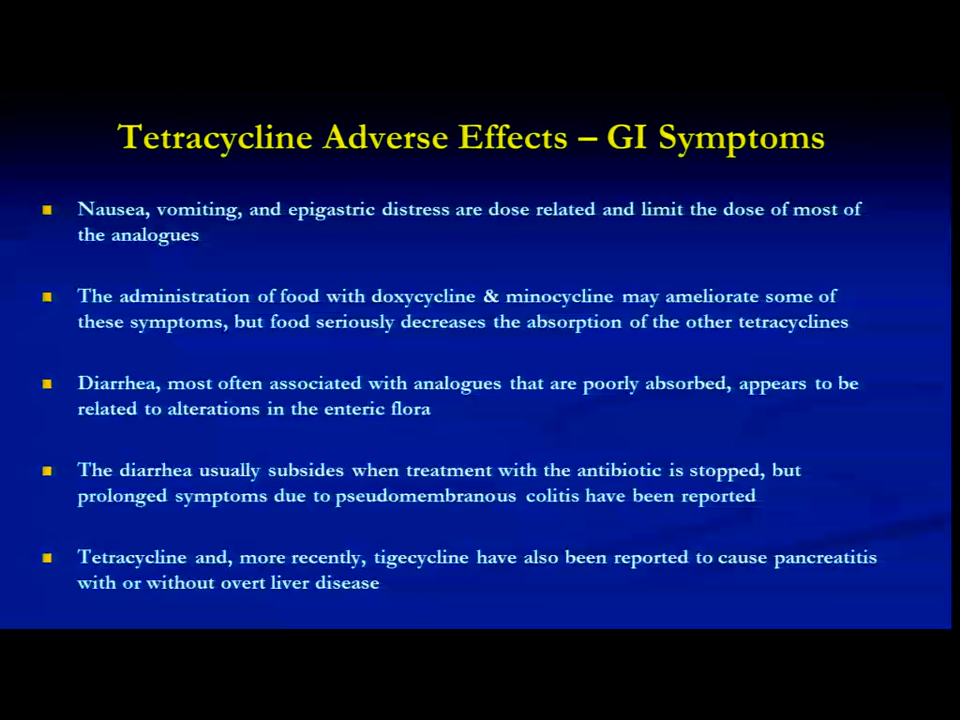 Tetracycline Adverse Effects – GI Symptoms
Nausea, vomiting, and epigastric distress are dose related and limit the dose of most of
the analogues
The administration of food with doxycycline & minocycline may ameliorate some of
these symptoms, but food seriously decreases the absorption of the other tetracyclines
Diarrhea, most often associated with analogues that are poorly absorbed, appears to be
related to alterations in the enteric flora
The diarrhea usually subsides when treatment with the antibiotic is stopped, but
prolonged symptoms due to pseudomembranous colitis have been reported
Tetracycline and, more recently, tigecycline have also been reported to cause pancreatitis
with or without overt liver disease